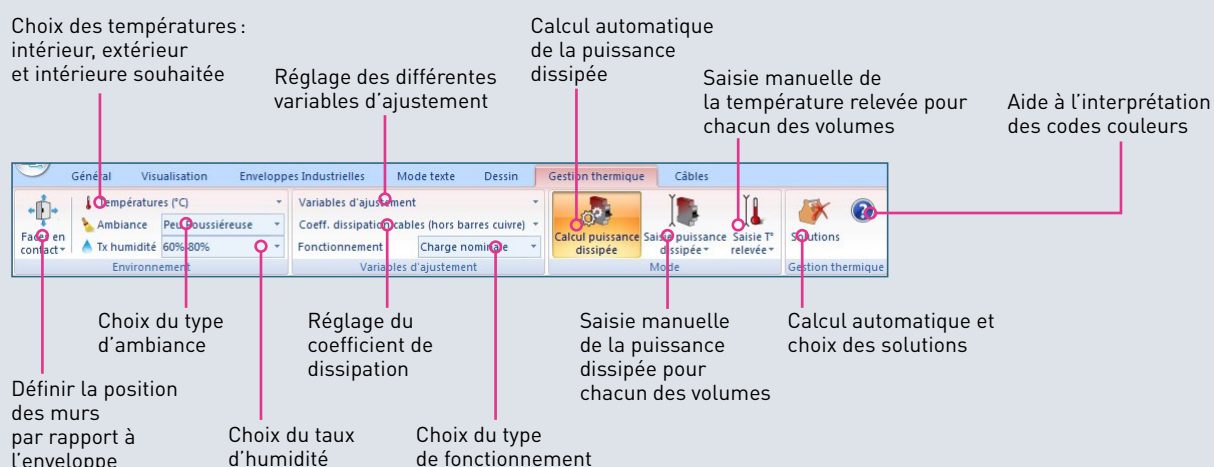 Choix des températures :
intérieur, extérieur
et intérieure souhaitée
Réglage des différentes
variables d'ajustement
Calcul automatique
de la puissance
dissipée
Saisie manuelle de
la température relevée pour
chacun des volumes
Aide à l'interprétation
des codes couleurs
Général Visualisation Enveloppes Industrielles Mode texte Dessin Gestion thermique Câbles
Faces en
contact
Températures (°C)
Ambiance Peu Poussiéreuse
Tx humidité 60%-80%
Environnement
Variables d'ajustement
Coeff. dissipation cables (hors barres cuivre)
Fonctionnement Charge nominale
Variables d'ajustement
Calcul puissance
dissipée
Saisie puissance
dissipée
Saisie T°
relevée
Mode
Solutions
Gestion thermique
Choix du type
d'ambiance
Réglage du
coefficient de
dissipation
Saisie manuelle
de la puissance
dissipée pour
chacun des volumes
Calcul automatique et
choix des solutions
Définir la position
des murs
par rapport à
l'enveloppe
Choix du taux
d'humidité
Choix du type
de fonctionnement